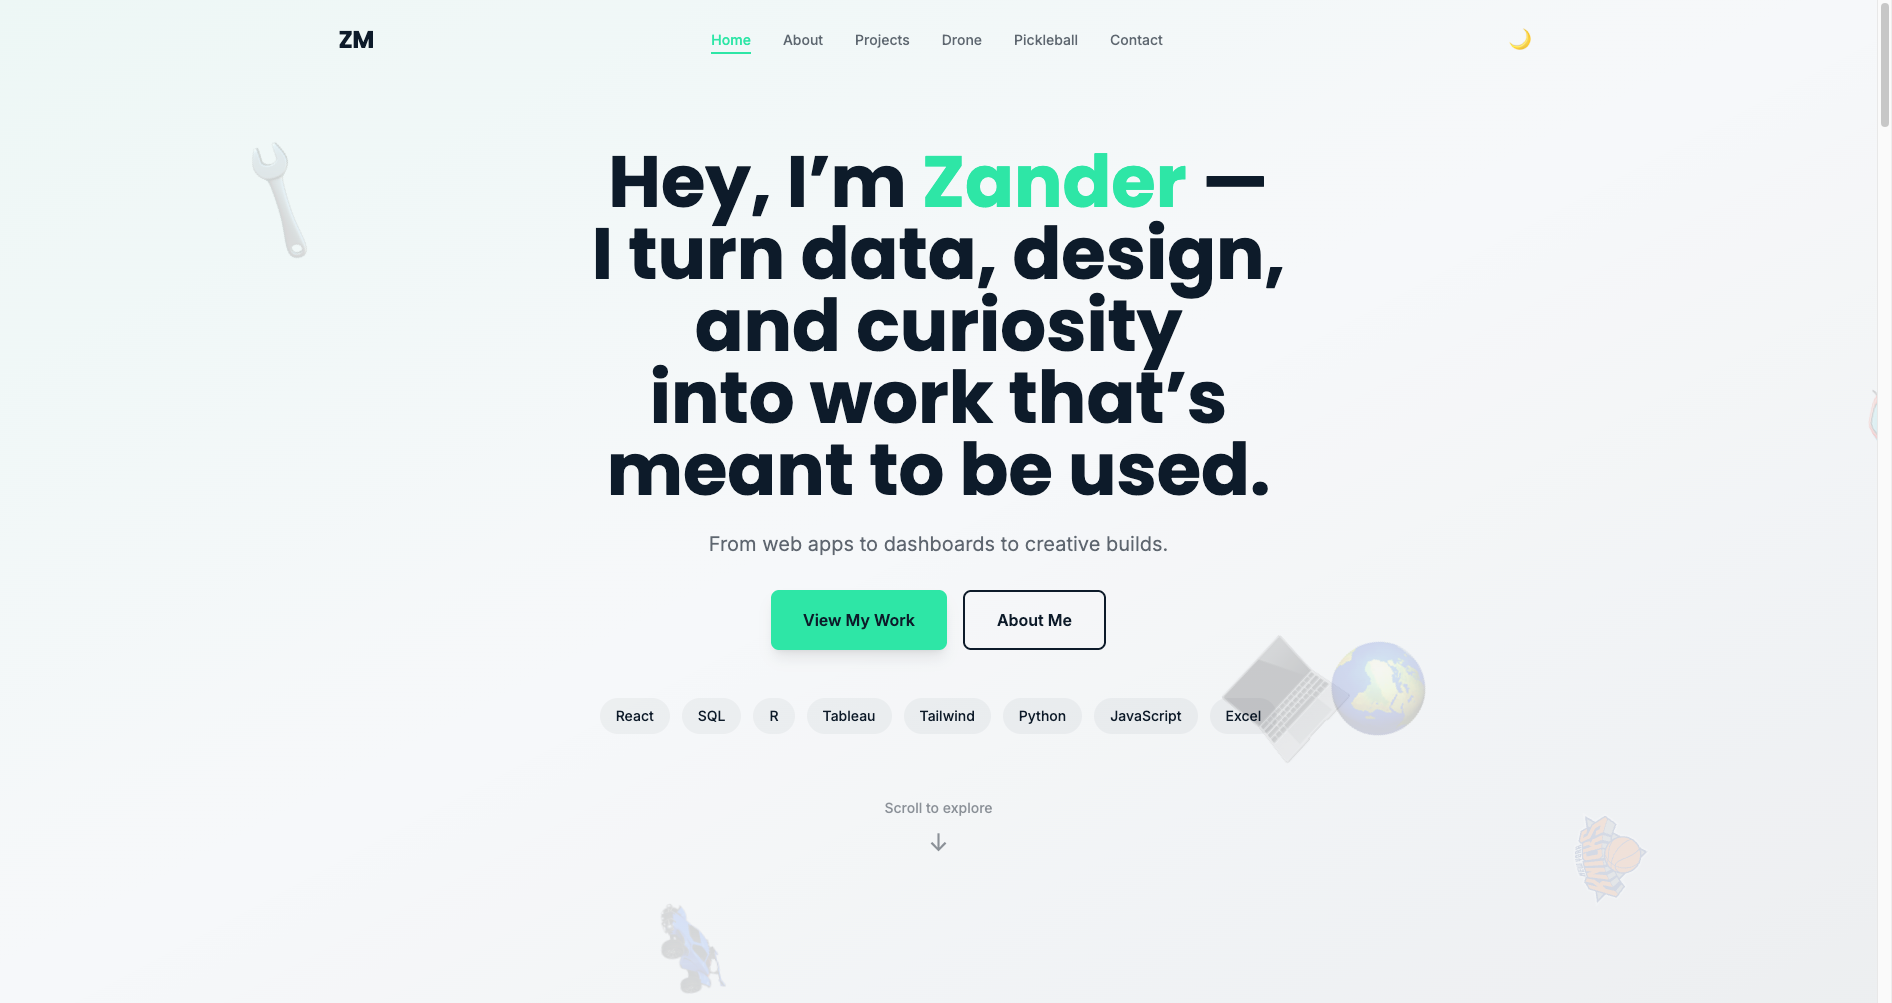 ZM
Home About Projects Drone Pickleball Contact
Hey, I’m Zander —
I turn data, design,
and curiosity
into work that’s
meant to be used.
From web apps to dashboards to creative builds.
View My Work About Me
React SQL R Tableau Tailwind Python JavaScript Excel
Scroll to explore